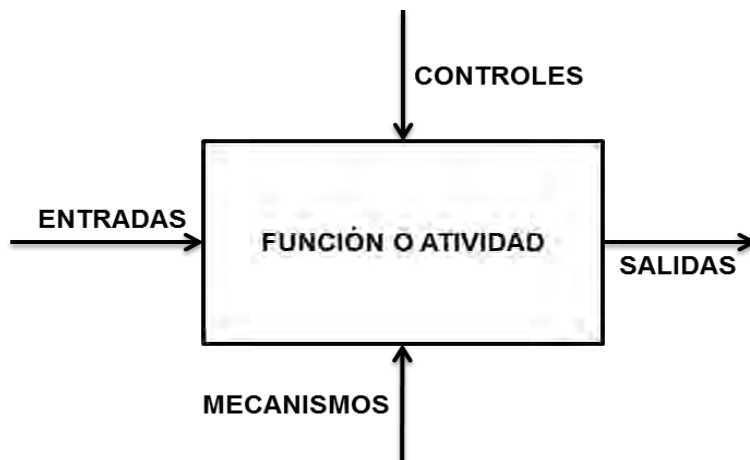 CONTROLES
ENTRADAS
FUNCIÓN O ATIVIDAD
SALIDAS
MECANISMOS